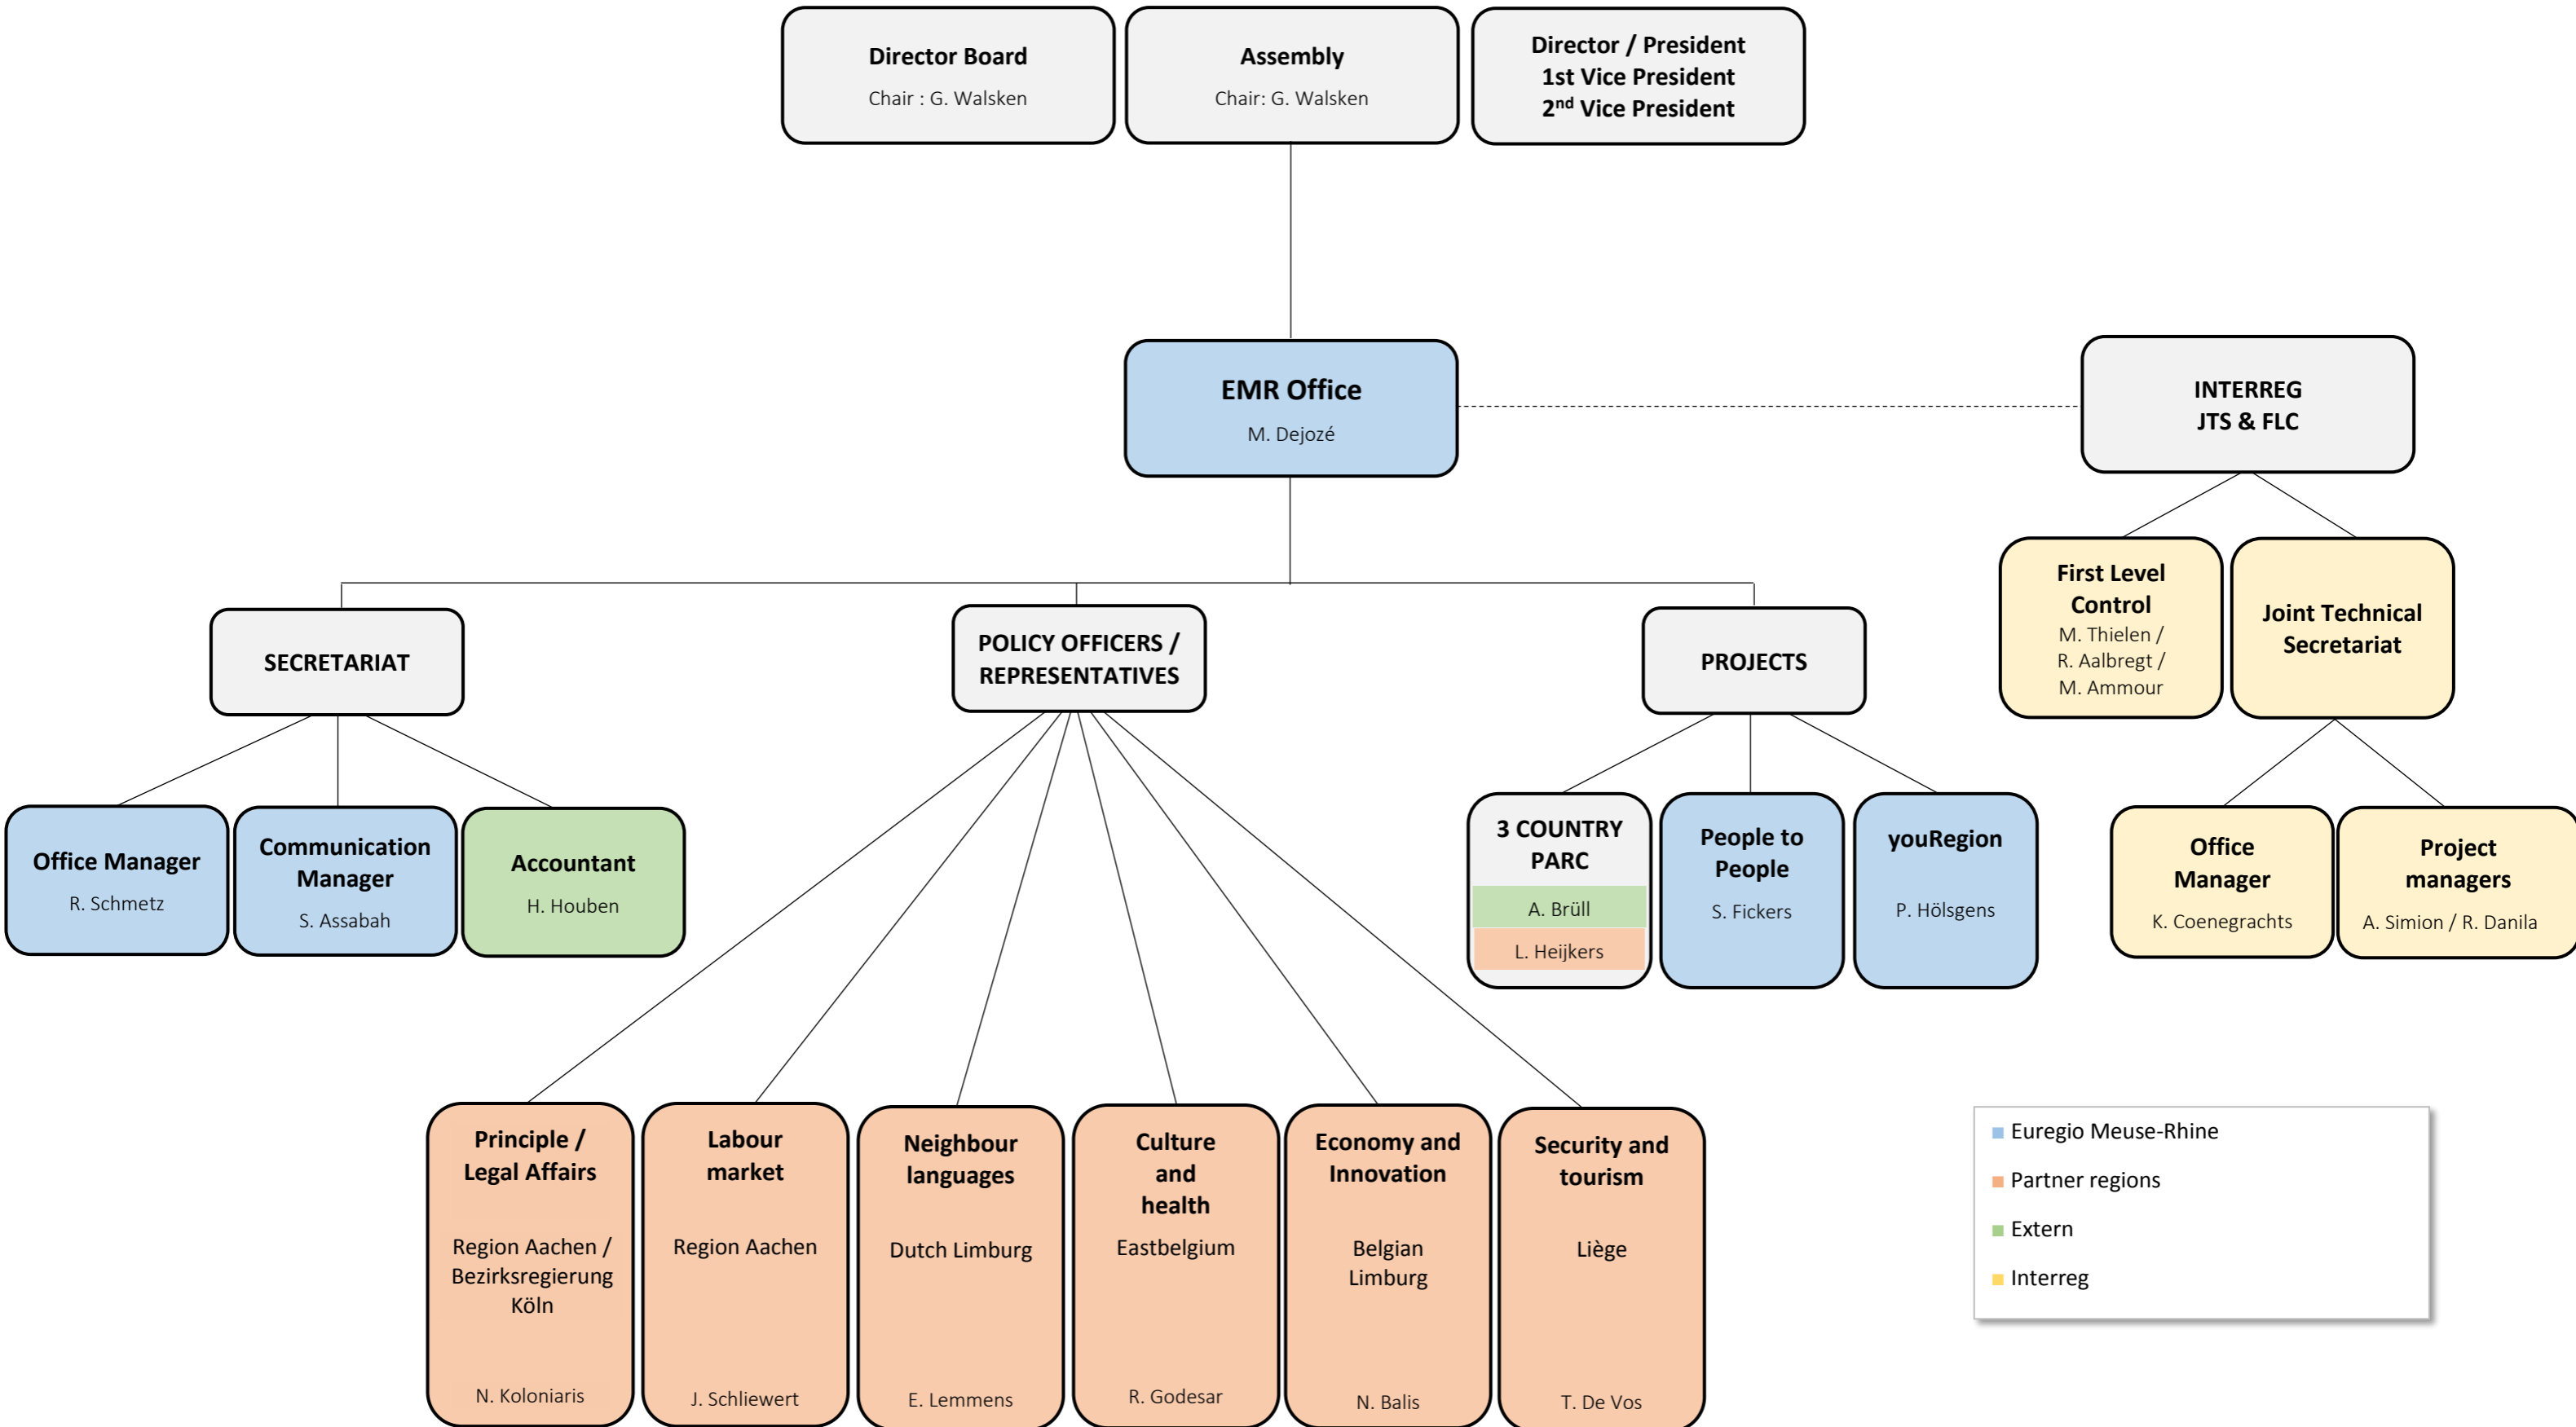 Director Board
Chair : G. Walsken
Assembly
Chair: G. Walsken
Director / President
1st Vice President
2nd Vice President
EMR Office
M. Dejozé
INTERREG
JTS & FLC
First Level
Control
M. Thielen /
R. Aalbregt /
M. Ammour
Joint Technical
Secretariat
SECRETARIAT
POLICY OFFICERS /
REPRESENTATIVES
PROJECTS
Office Manager
R. Schmetz
Communication
Manager
S. Assabah
Accountant
H. Houben
3 COUNTRY
PARC
A. Brüll
L. Heijkers
People to
People
S. Fickers
youRegion
P. Hölsgens
Office
Manager
K. Coenegrachts
Project
managers
A. Simion / R. Danila
Principle /
Legal Affairs
Region Aachen /
Bezirksregierung
Köln
N. Koloniaris
Labour
market
Region Aachen
J. Schliewert
Neighbour
languages
Dutch Limburg
E. Lemmens
Culture
and
health
Eastbelgium
R. Godesar
Economy and
Innovation
Belgian
Limburg
N. Balis
Security and
tourism
Liège
T. De Vos
Euregio Meuse-Rhine
Partner regions
Extern
Interreg